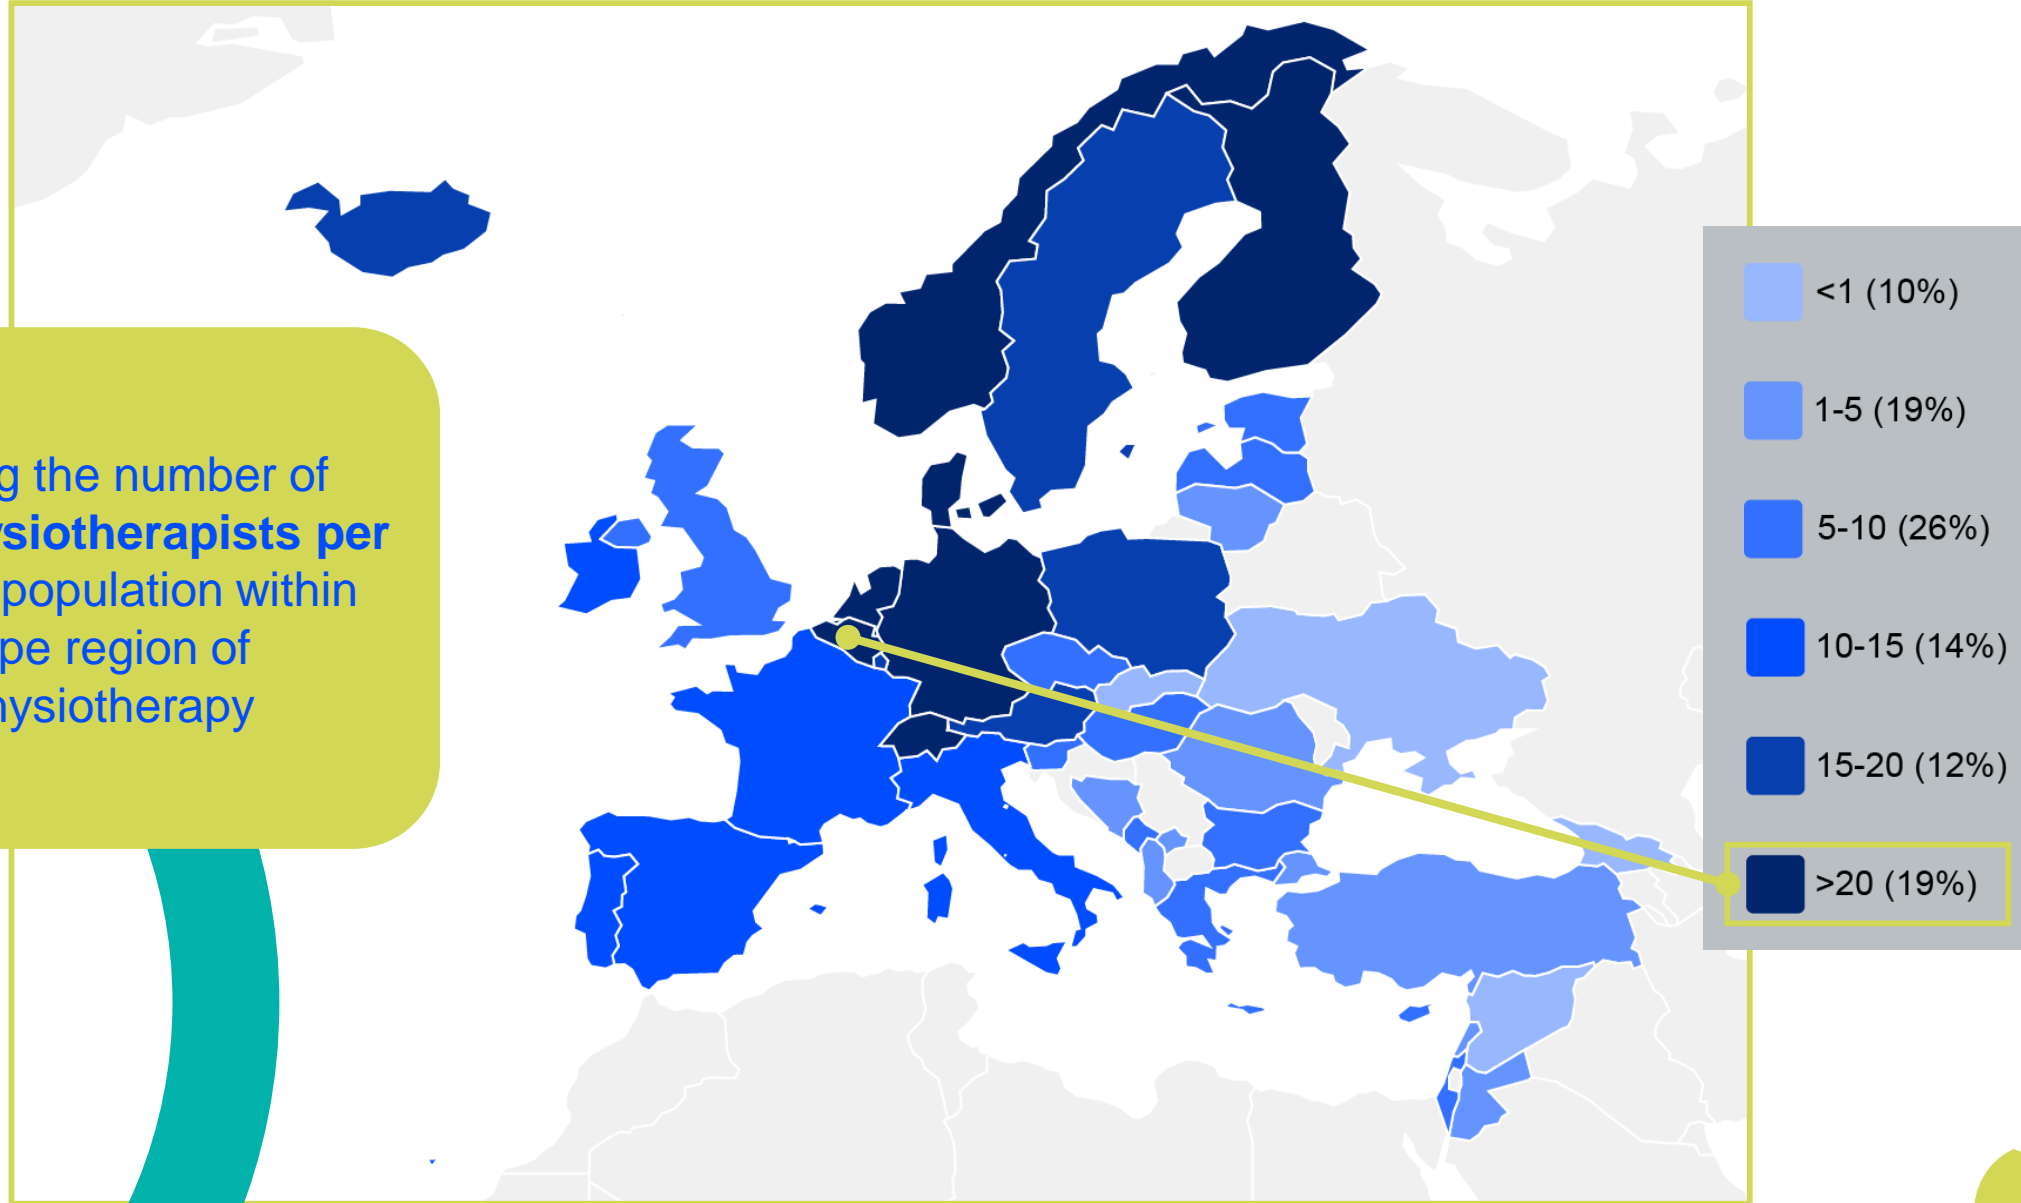 g the number of
ysiotherapists per
population within
pe region of
hysiotherapy
<1 (10%)
1-5 (19%)
5-10 (26%)
10-15 (14%)
15-20 (12%)
>20 (19%)